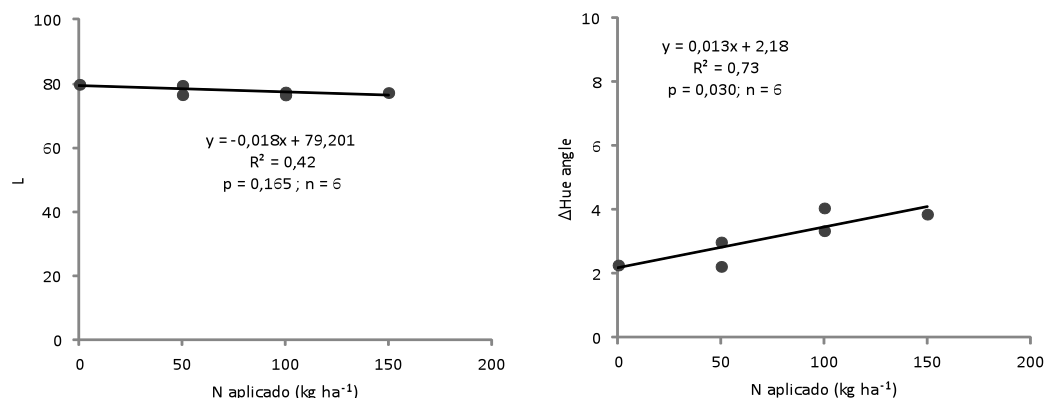 100
80
60
40
20
0
L
y = -0,018x + 79,201
R² = 0,42
p = 0,165 ; n = 6
0 50 100 150 200
N aplicado (kg ha⁻¹)
10
8
6
4
2
0
ΔHue angle
y = 0,013x + 2,18
R² = 0,73
p = 0,030; n = 6
0 50 100 150 200
N aplicado (kg ha⁻¹)